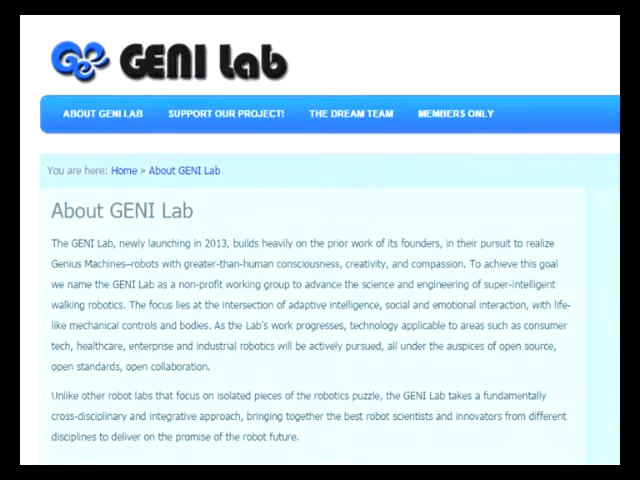 GENI Lab
ABOUT GENI LAB SUPPORT OUR PROJECT! THE DREAM TEAM MEMBERS ONLY
You are here: Home » About GENI Lab
About GENI Lab
The GENI Lab, newly launching in 2013, builds heavily on the prior work of its founders, in their pursuit to realize
Genius Machines—robots with greater-than-human consciousness, creativity, and compassion. To achieve this goal
we name the GENI Lab as a non-profit working group to advance the science and engineering of super-intelligent
walking robotics. The focus lies at the intersection of adaptive intelligence, social and emotional interaction, with life-
like mechanical controls and bodies. As the Lab's work progresses, technology applicable to areas such as consumer
tech, healthcare, enterprise and industrial robotics will be actively pursued, all under the auspices of open source,
open standards, open collaboration.
Unlike other robot labs that focus on isolated pieces of the robotics puzzle, the GENI Lab takes a fundamentally
cross-disciplinary and integrative approach, bringing together the best robot scientists and innovators from different
disciplines to deliver on the promise of the robot future.